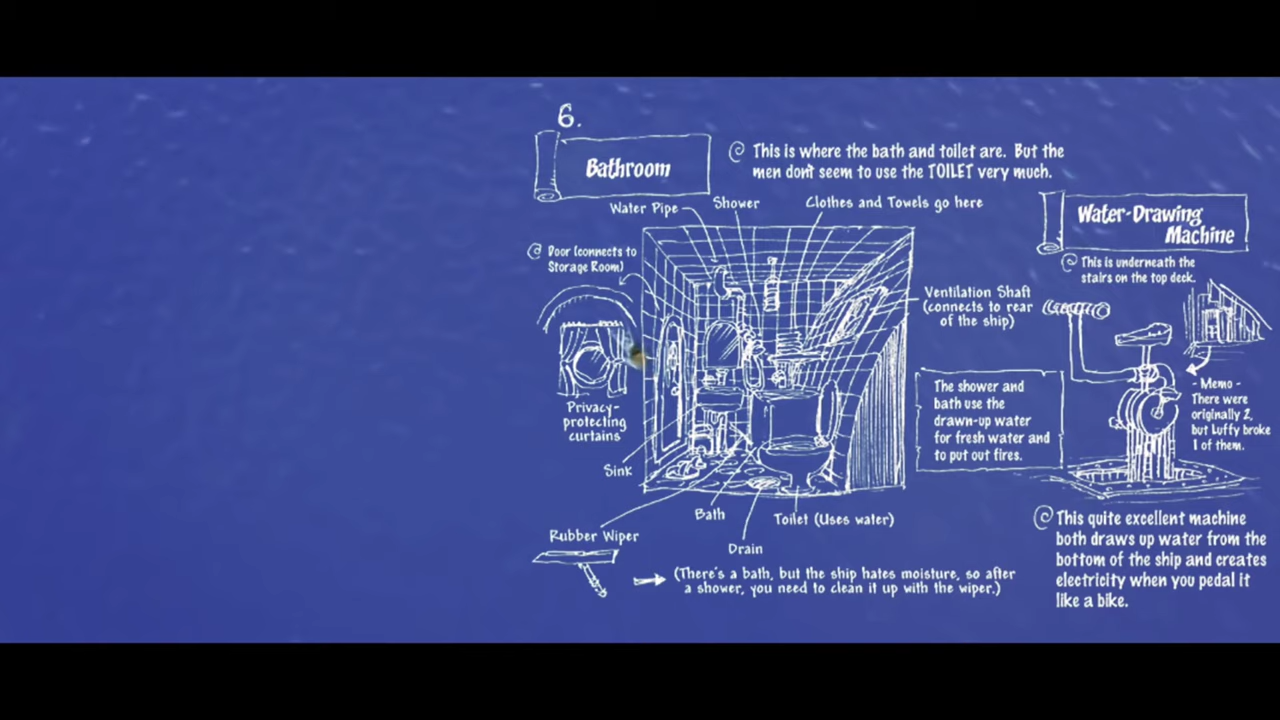 6.
Bathroom
This is where the bath and toilet are. But the
men don't seem to use the TOILET very much.
Water Pipe
Shower
Clothes and Towels go here
Door (connects to
Storage Room)
Privacy-
protecting
curtains
Sink
Rubber Wiper
Bath
Drain
Toilet (Uses water)
(There's a bath, but the ship hates moisture, so after
a shower, you need to clean it up with the wiper.)
Ventilation Shaft
(connects to rear
of the ship)
The shower and
bath use the
drawn-up water
for fresh water and
to put out fires.
Water-Drawing
Machine
This is underneath the
stairs on the top deck.
- Memo -
There were
originally 2,
but Luffy broke
1 of them.
This quite excellent machine
both draws up water from the
bottom of the ship and creates
electricity when you pedal it
like a bike.